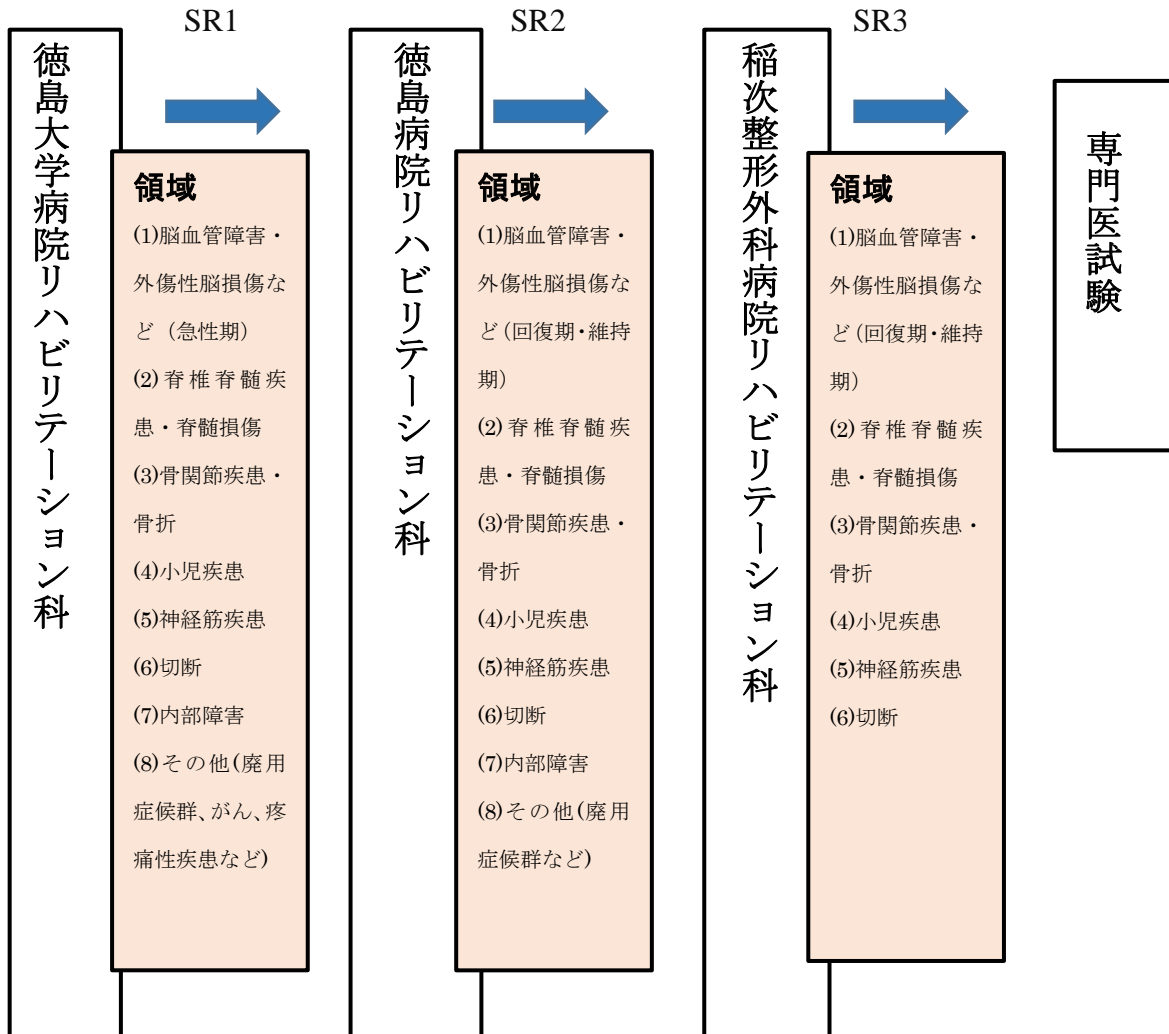 SR1
徳島大学病院リハビリテーション科
領域
(1)脳血管障害・
外傷性脳損傷な
ど（急性期）
(2)脊椎脊髄疾
患・脊髄損傷
(3)骨関節疾患・
骨折
(4)小児疾患
(5)神経筋疾患
(6)切断
(7)内部障害
(8)その他(廃用
症候群、がん、疼
痛性疾患など)
SR2
徳島病院リハビリテーション科
領域
(1)脳血管障害・
外傷性脳損傷な
ど(回復期・維持
期）
(2)脊椎脊髄疾
患・脊髄損傷
(3)骨関節疾患・
骨折
(4)小児疾患
(5)神経筋疾患
(6)切断
(7)内部障害
(8)その他(廃用
症候群など)
SR3
稲次整形外科病院リハビリテーション科
領域
(1)脳血管障害・
外傷性脳損傷な
ど(回復期・維持
期）
(2)脊椎脊髄疾
患・脊髄損傷
(3)骨関節疾患・
骨折
(4)小児疾患
(5)神経筋疾患
(6)切断
専門医試験